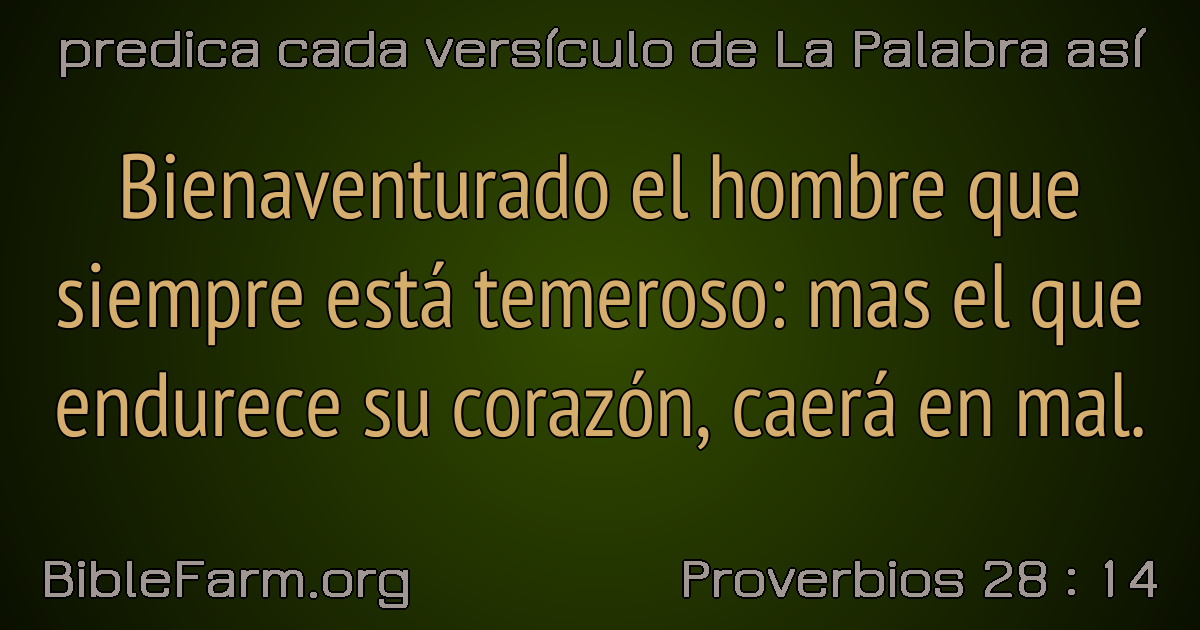 predica cada versículo de La Palabra así
Bienaventurado el hombre que
siempre está temeroso: mas el que
endurece su corazón, caerá en mal.
BibleFarm.org
Proverbios 28 : 14